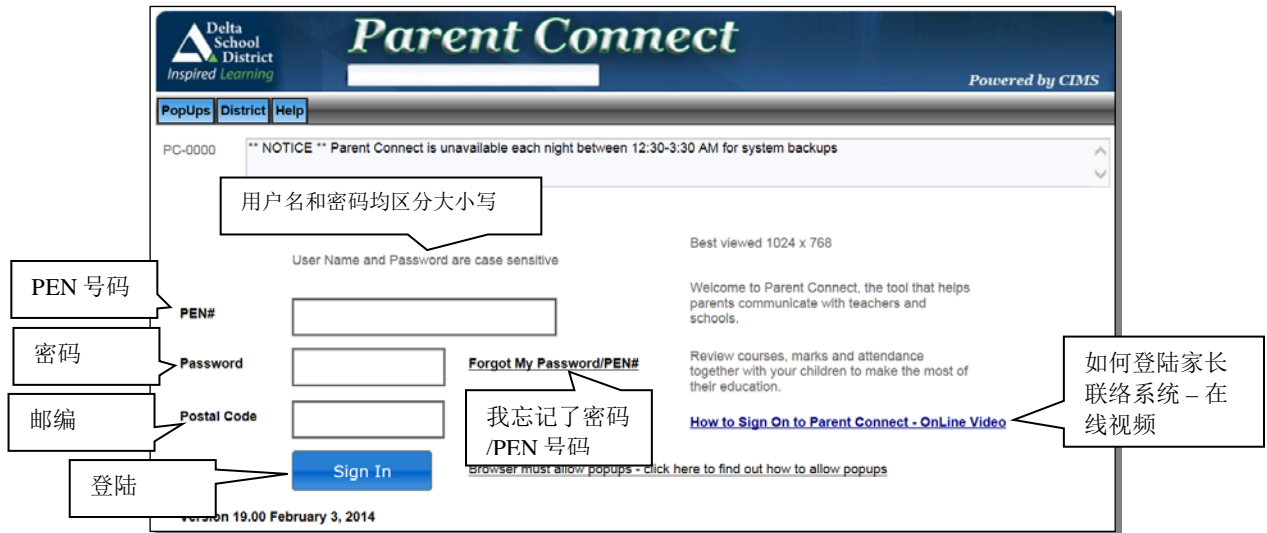 Delta
School
District
Inspired Learning
Parent Connect
Powered by CIMS
PopUps District Help
PC-0000
** NOTICE ** Parent Connect is unavailable each night between 12:30-3:30 AM for system backups
用户名和密码均区分大小写
User Name and Password are case sensitive
Best viewed 1024 x 768
PEN 号码
PEN#
Welcome to Parent Connect, the tool that helps
parents communicate with teachers and
schools.
密码
Password
Forgot My Password/PEN#
Review courses, marks and attendance
together with your children to make the most of
their education.
如何登陆家长
联络系统 – 在
线视频
邮编
Postal Code
我忘记了密码
/PEN 号码
How to Sign On to Parent Connect - OnLine Video
登陆
Sign In
Browser must allow popups - click here to find out how to allow popups
Version 19.00 February 3, 2014